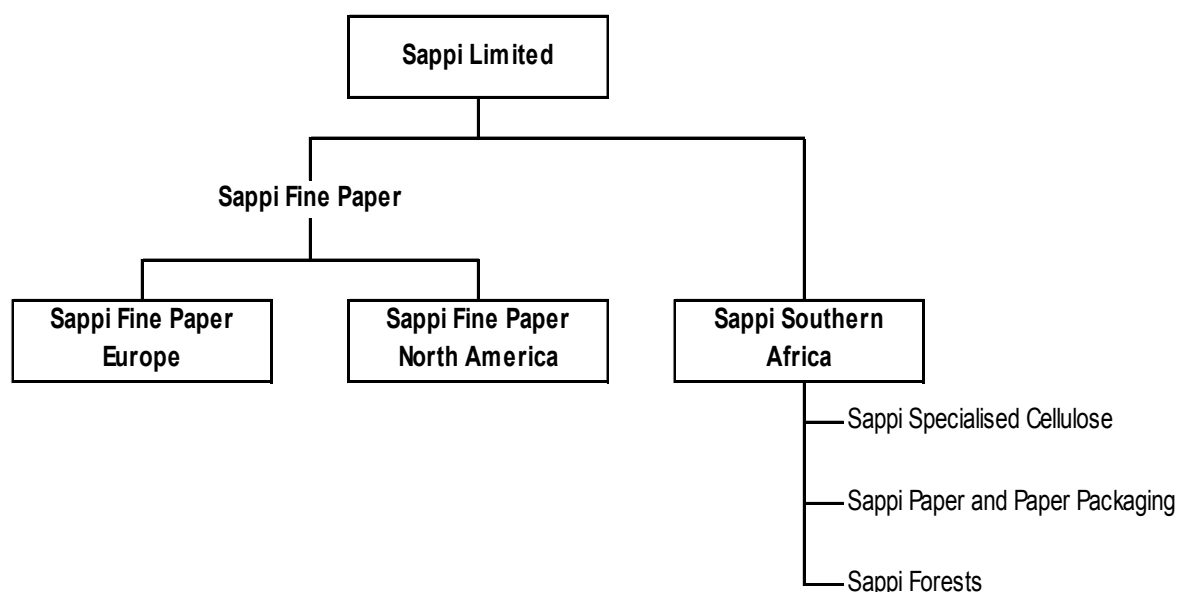 Sappi Limited
Sappi Fine Paper
Sappi Fine Paper
Europe
Sappi Fine Paper
North America
Sappi Southern
Africa
Sappi Specialised Cellulose
Sappi Paper and Paper Packaging
Sappi Forests